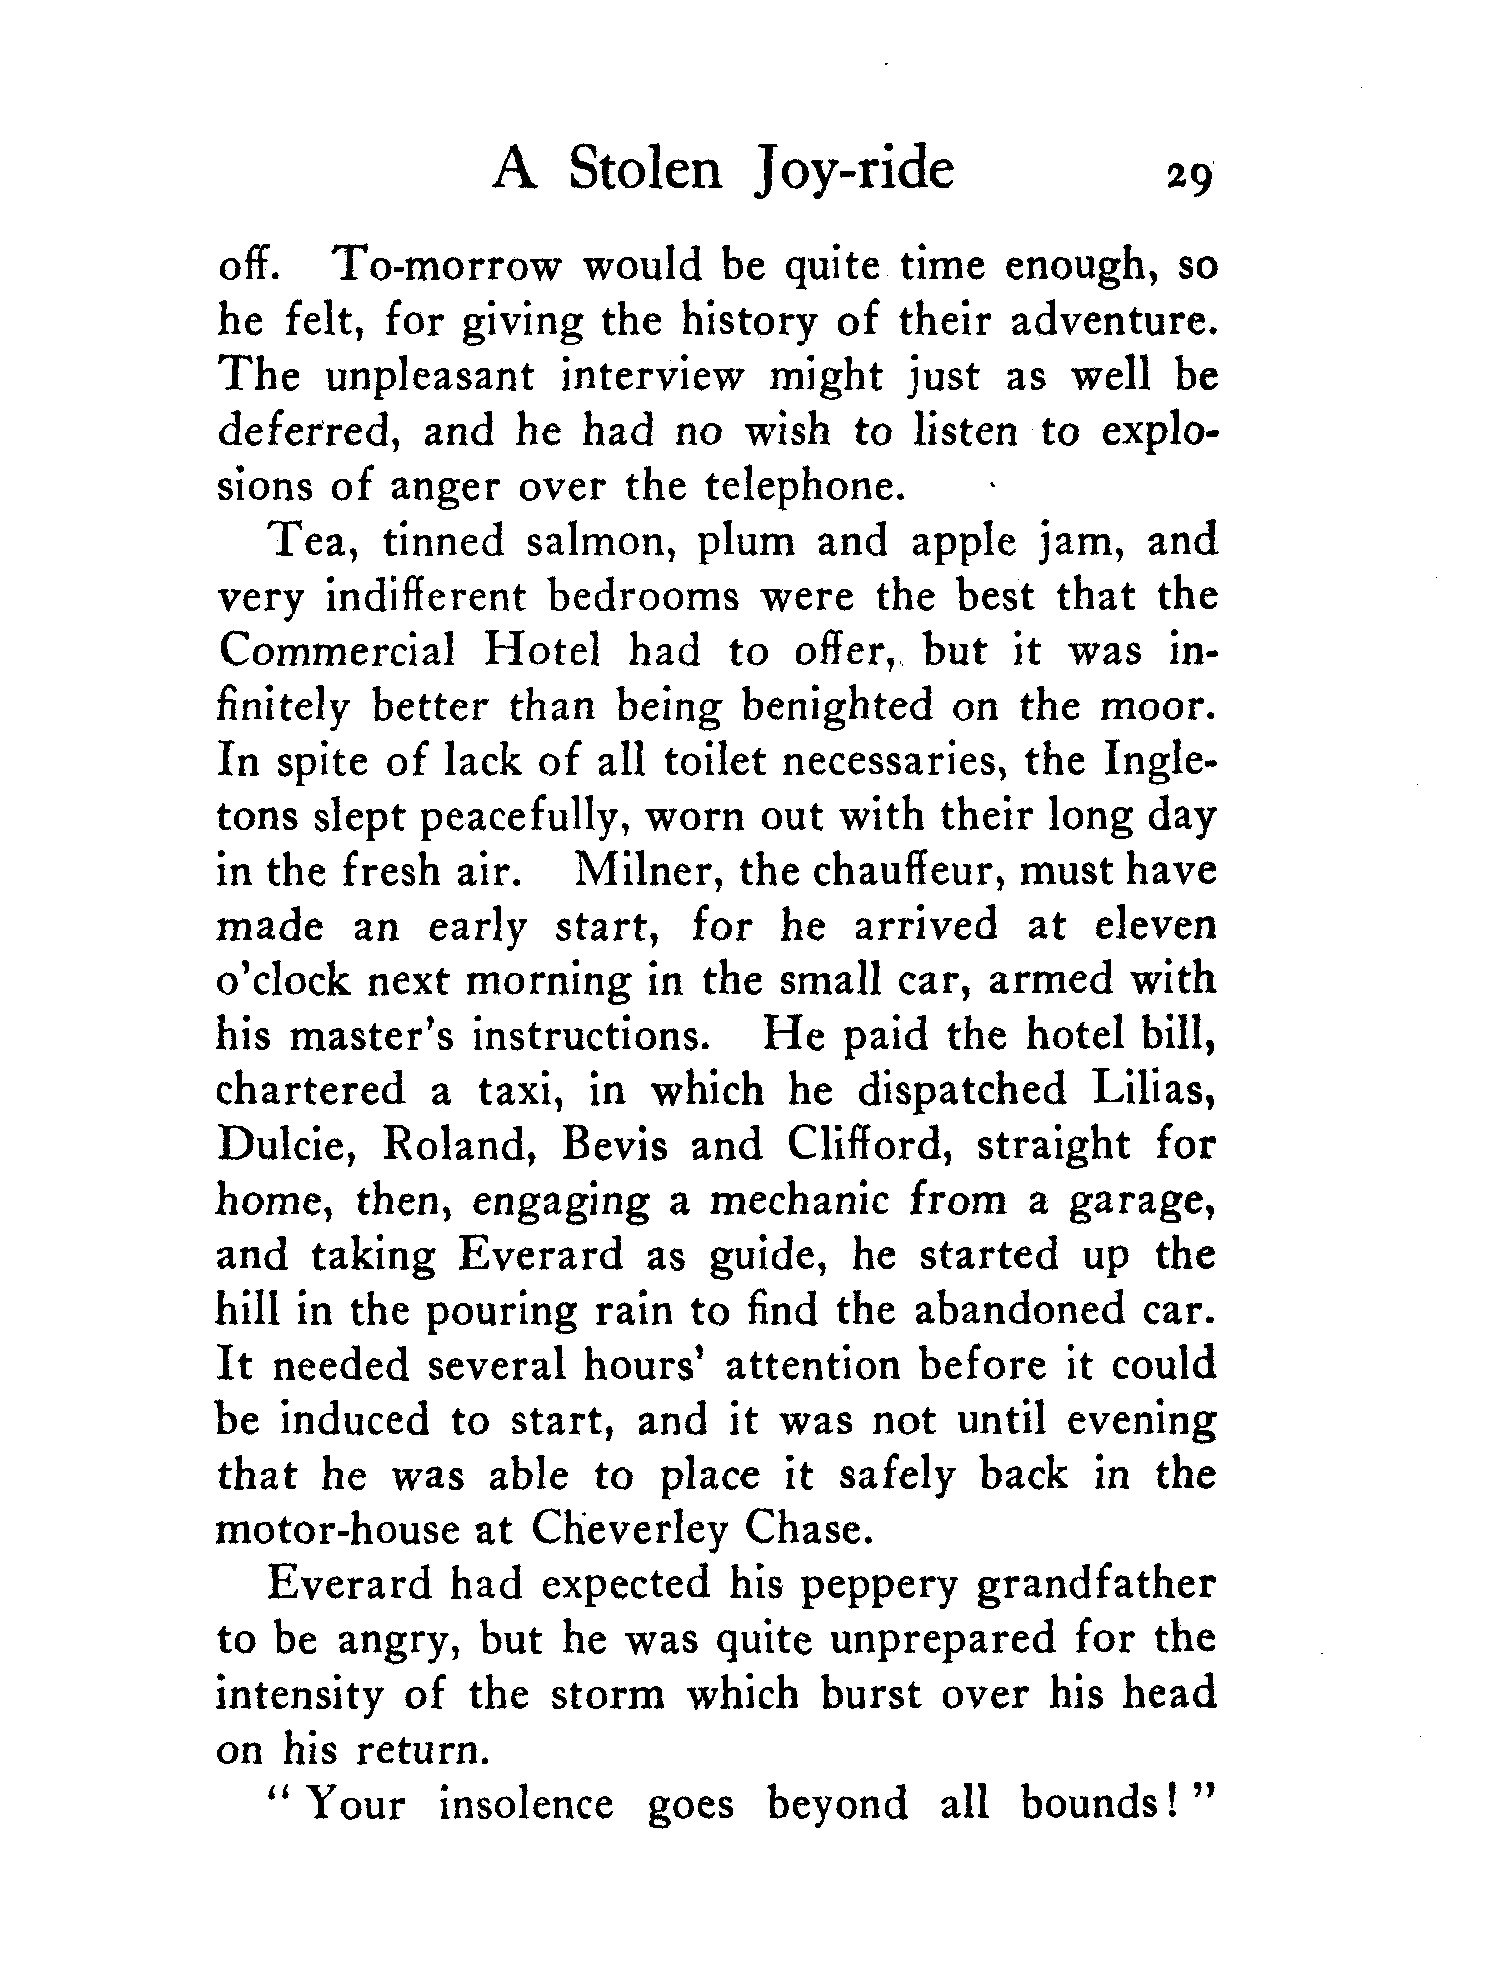 A Stolen Joy-ride 29
off. To-morrow would be quite time enough, so
he felt, for giving the history of their adventure.
The unpleasant interview might just as well be
deferred, and he had no wish to listen to explo-
sions of anger over the telephone.
Tea, tinned salmon, plum and apple jam, and
very indifferent bedrooms were the best that the
Commercial Hotel had to offer, but it was in-
finitely better than being benighted on the moor.
In spite of lack of all toilet necessaries, the Ingle-
tons slept peacefully, worn out with their long day
in the fresh air. Milner, the chauffeur, must have
made an early start, for he arrived at eleven
o'clock next morning in the small car, armed with
his master's instructions. He paid the hotel bill,
chartered a taxi, in which he dispatched Lilias,
Dulcie, Roland, Bevis and Clifford, straight for
home, then, engaging a mechanic from a garage,
and taking Everard as guide, he started up the
hill in the pouring rain to find the abandoned car.
It needed several hours' attention before it could
be induced to start, and it was not until evening
that he was able to place it safely back in the
motor-house at Cheverley Chase.
Everard had expected his peppery grandfather
to be angry, but he was quite unprepared for the
intensity of the storm which burst over his head
on his return.
" Your insolence goes beyond all bounds! "